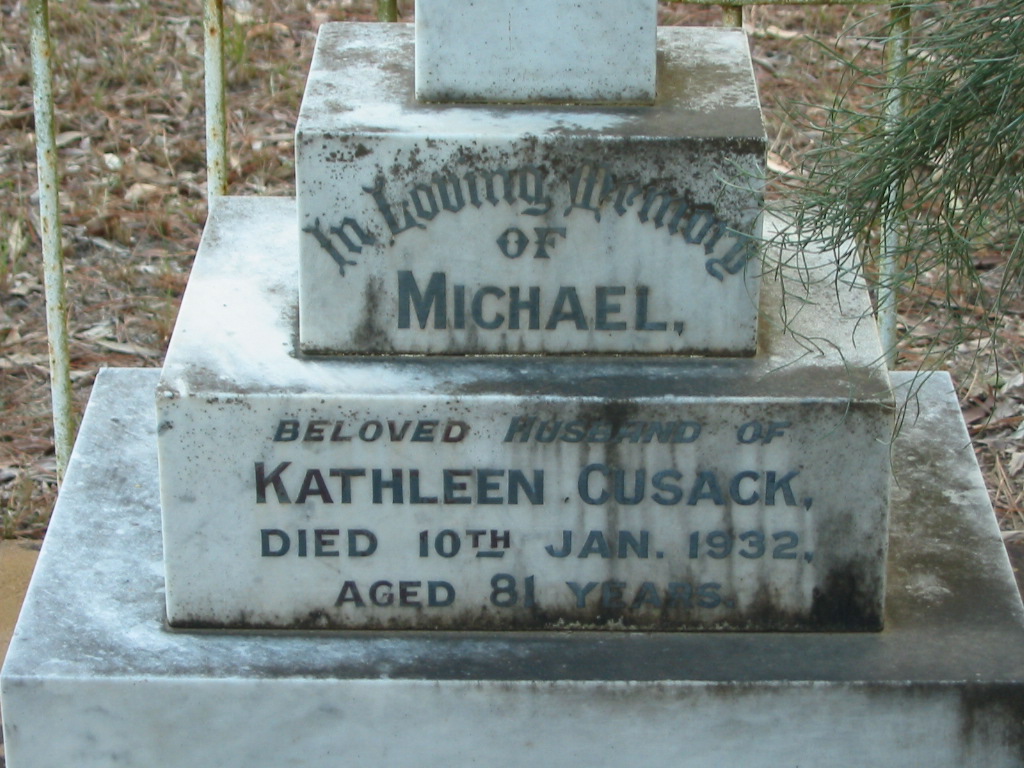 In Loving Memory
OF
MICHAEL,
BELOVED HUSBAND OF
KATHLEEN CUSACK,
DIED 10TH JAN. 1932,
AGED 81 YEARS.